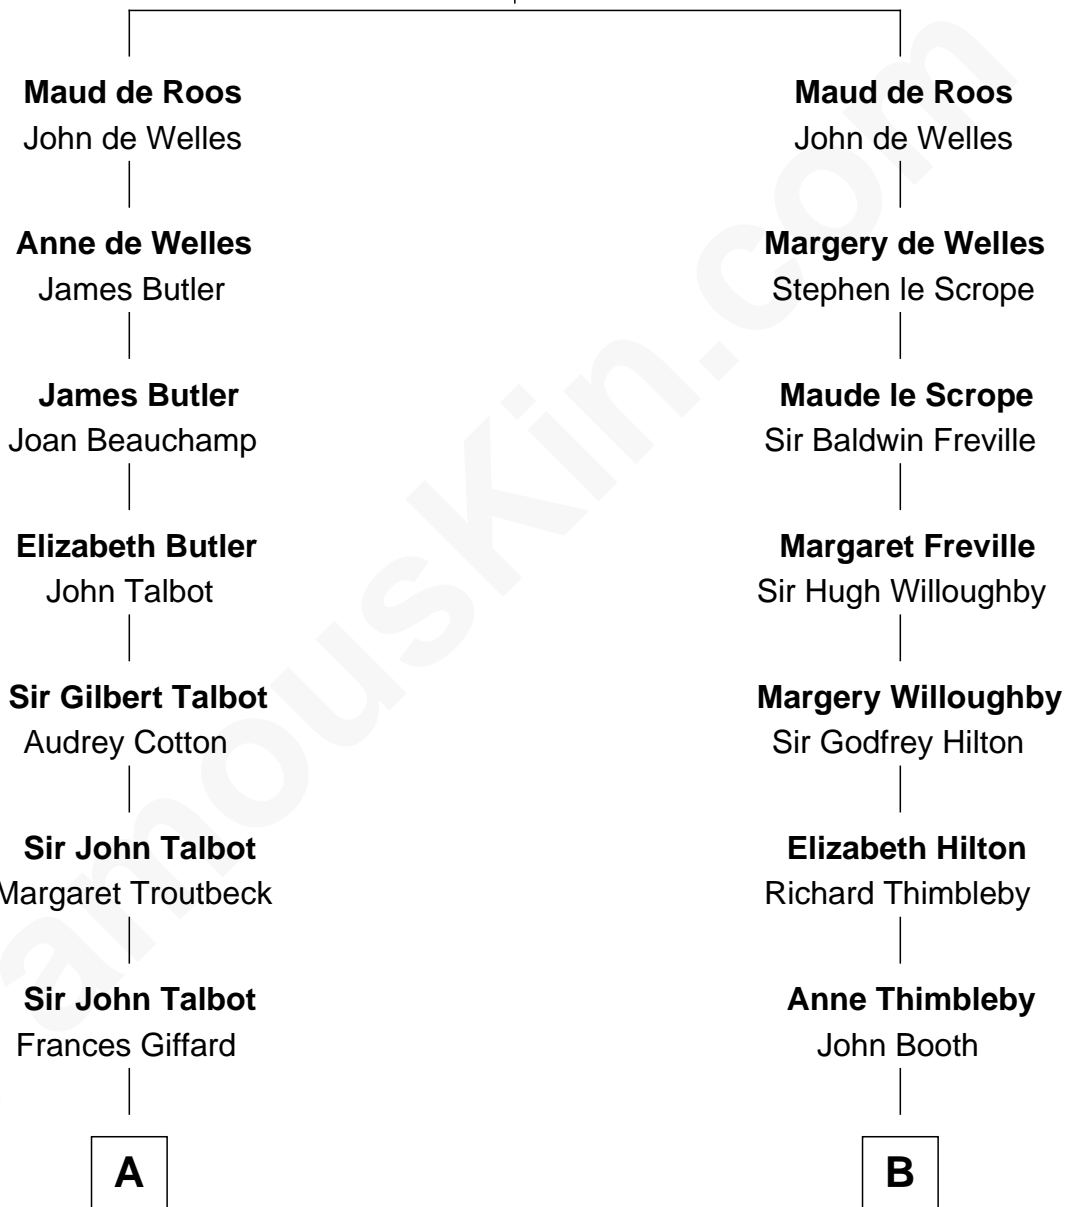 Maud de Roos
John de Welles
Anne de Welles
James Butler
James Butler
Joan Beauchamp
Elizabeth Butler
John Talbot
Sir Gilbert Talbot
Audrey Cotton
Sir John Talbot
Margaret Troutbeck
Sir John Talbot
Frances Giffard
A
Maud de Roos
John de Welles
Margery de Welles
Stephen le Scrope
Maude le Scrope
Sir Baldwin Freville
Margaret Freville
Sir Hugh Willoughby
Margery Willoughby
Sir Godfrey Hilton
Elizabeth Hilton
Richard Thimbleby
Anne Thimbleby
John Booth
B
amouskin.com